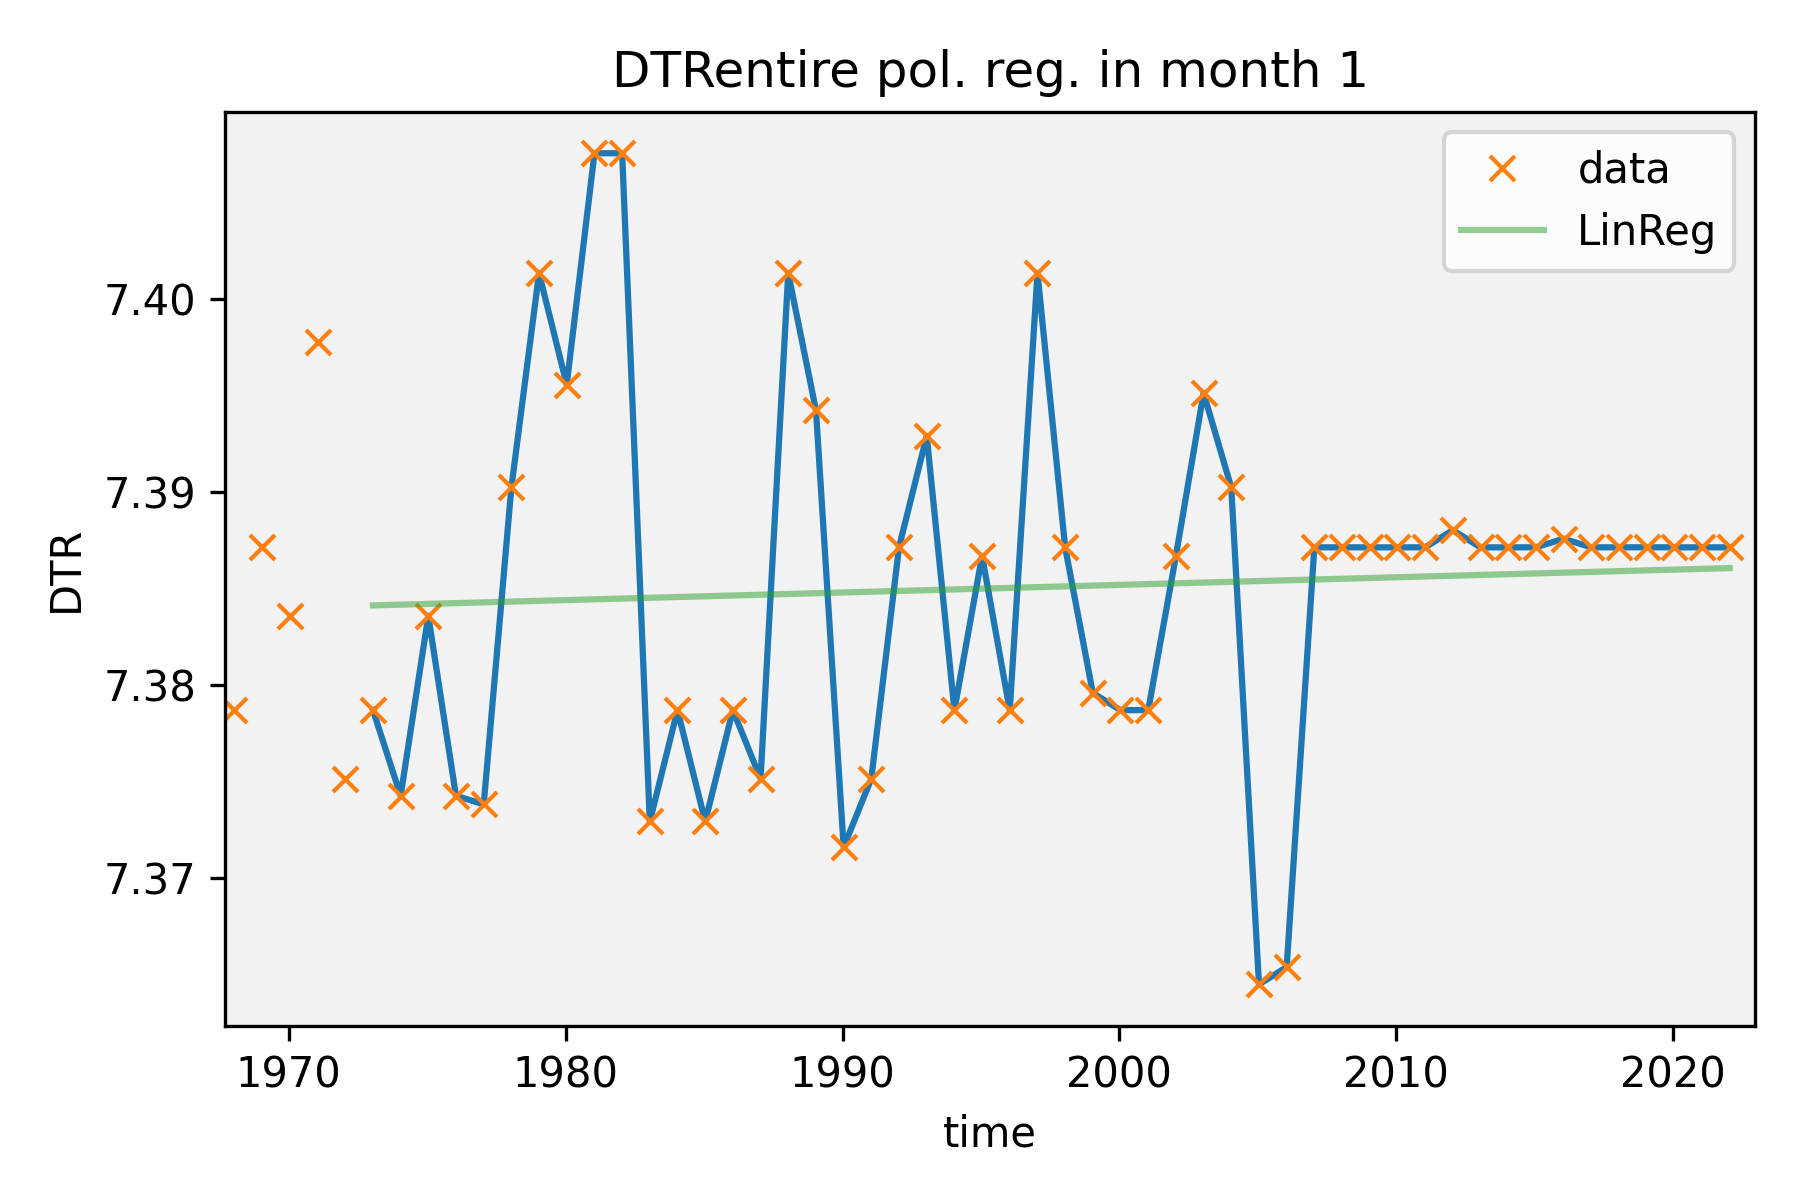 DTRentire pol. reg. in month 1
data
LinReg
7.40
7.39
7.38
7.37
DTR
1970 1980 1990 2000 2010 2020
time